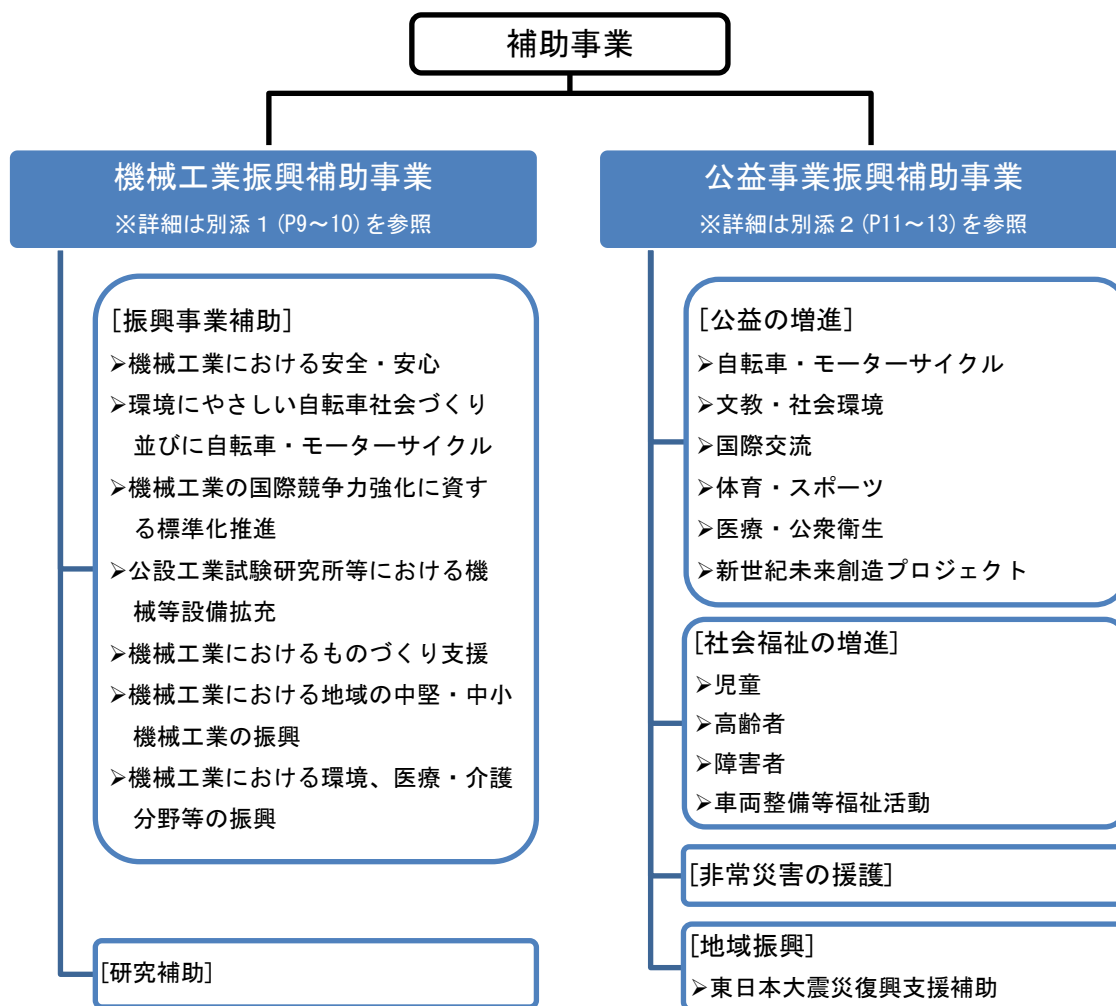 補助事業
機械工業振興補助事業
※詳細は別添１(P9～10)を参照
[振興事業補助]
➢機械工業における安全・安心
➢環境にやさしい自転車社会づくり
並びに自転車・モーターサイクル
➢機械工業の国際競争力強化に資す
る標準化推進
➢公設工業試験研究所等における機
械等設備拡充
➢機械工業におけるものづくり支援
➢機械工業における地域の中堅・中小
機械工業の振興
➢機械工業における環境、医療・介護
分野等の振興
[研究補助]
公益事業振興補助事業
※詳細は別添２(P11～13)を参照
[公益の増進]
➢自転車・モーターサイクル
➢文教・社会環境
➢国際交流
➢体育・スポーツ
➢医療・公衆衛生
➢新世紀未来創造プロジェクト
[社会福祉の増進]
➢児童
➢高齢者
➢障害者
➢車両整備等福祉活動
[非常災害の援護]
[地域振興]
➢東日本大震災復興支援補助